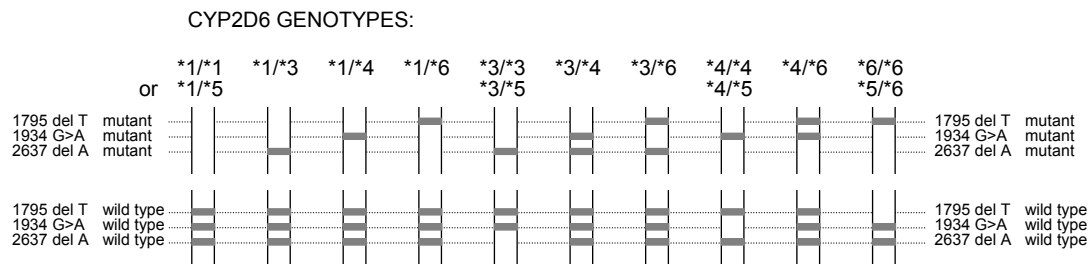 CYP2D6 GENOTYPES:
*1/*1 *1/*3 *1/*4 *1/*6 *3/*3 *3/*4 *3/*6 *4/*4 *4/*6 *6/*6
or *1/*5 *3/*5 *4/*5 *5/*6
1795 del T mutant 1795 del T mutant
1934 G>A mutant 1934 G>A mutant
2637 del A mutant 2637 del A mutant
1795 del T wild type 1795 del T wild type
1934 G>A wild type 1934 G>A wild type
2637 del A wild type 2637 del A wild type